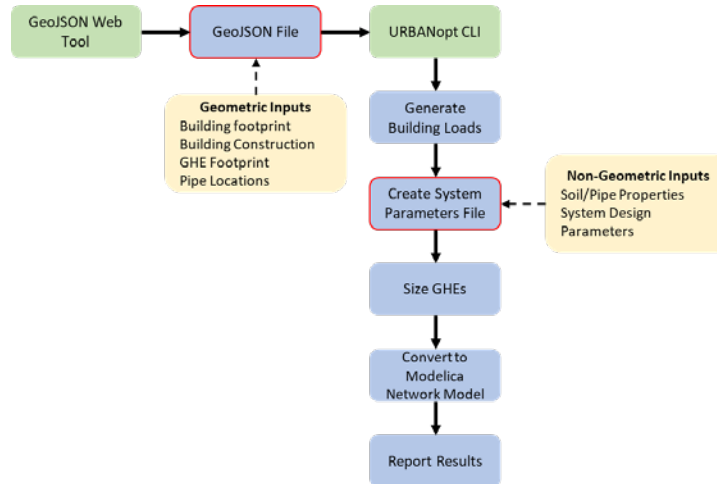 GeoJSON Web
Tool
GeoJSON File
URBANopt CLI
Geometric Inputs
Building footprint
Building Construction
GHE Footprint
Pipe Locations
Generate
Building Loads
Non-Geometric Inputs
Soil/Pipe Properties
System Design
Parameters
Create System
Parameters File
Size GHEs
Convert to
Modelica
Network Model
Report Results